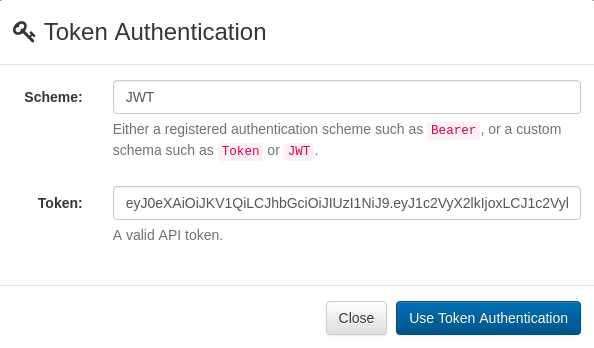 Token Authentication
Scheme: JWT
Either a registered authentication scheme such as Bearer, or a custom
schema such as Token or JWT.
Token: eyJ0eXAiOiJKV1QiLCJhbGciOiJIUzI1NiJ9.eyJ1c2VyX2lkIjoxLCJ1c2Vyl
A valid API token.
Close Use Token Authentication